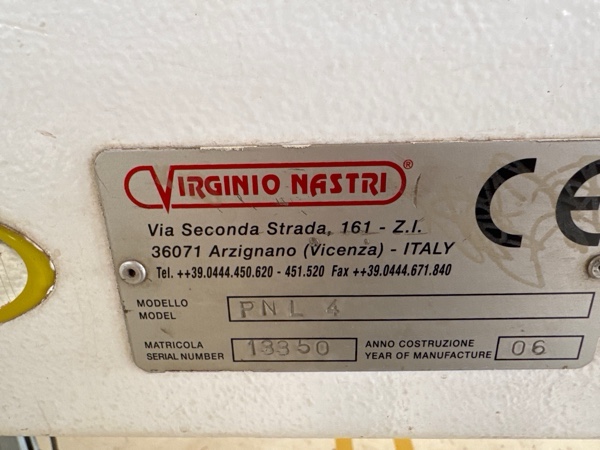 VIRGINIO NASTRI®
CE
Via Seconda Strada, 161 - Z.I.
36071 Arzignano (Vicenza) - ITALY
Tel. ++39.0444.450.620 - 451.520 Fax ++39.0444.671.840
MODELLO
MODEL
PNL 4
MATRICOLA
SERIAL NUMBER
13350
ANNO COSTRUZIONE
YEAR OF MANUFACTURE
06